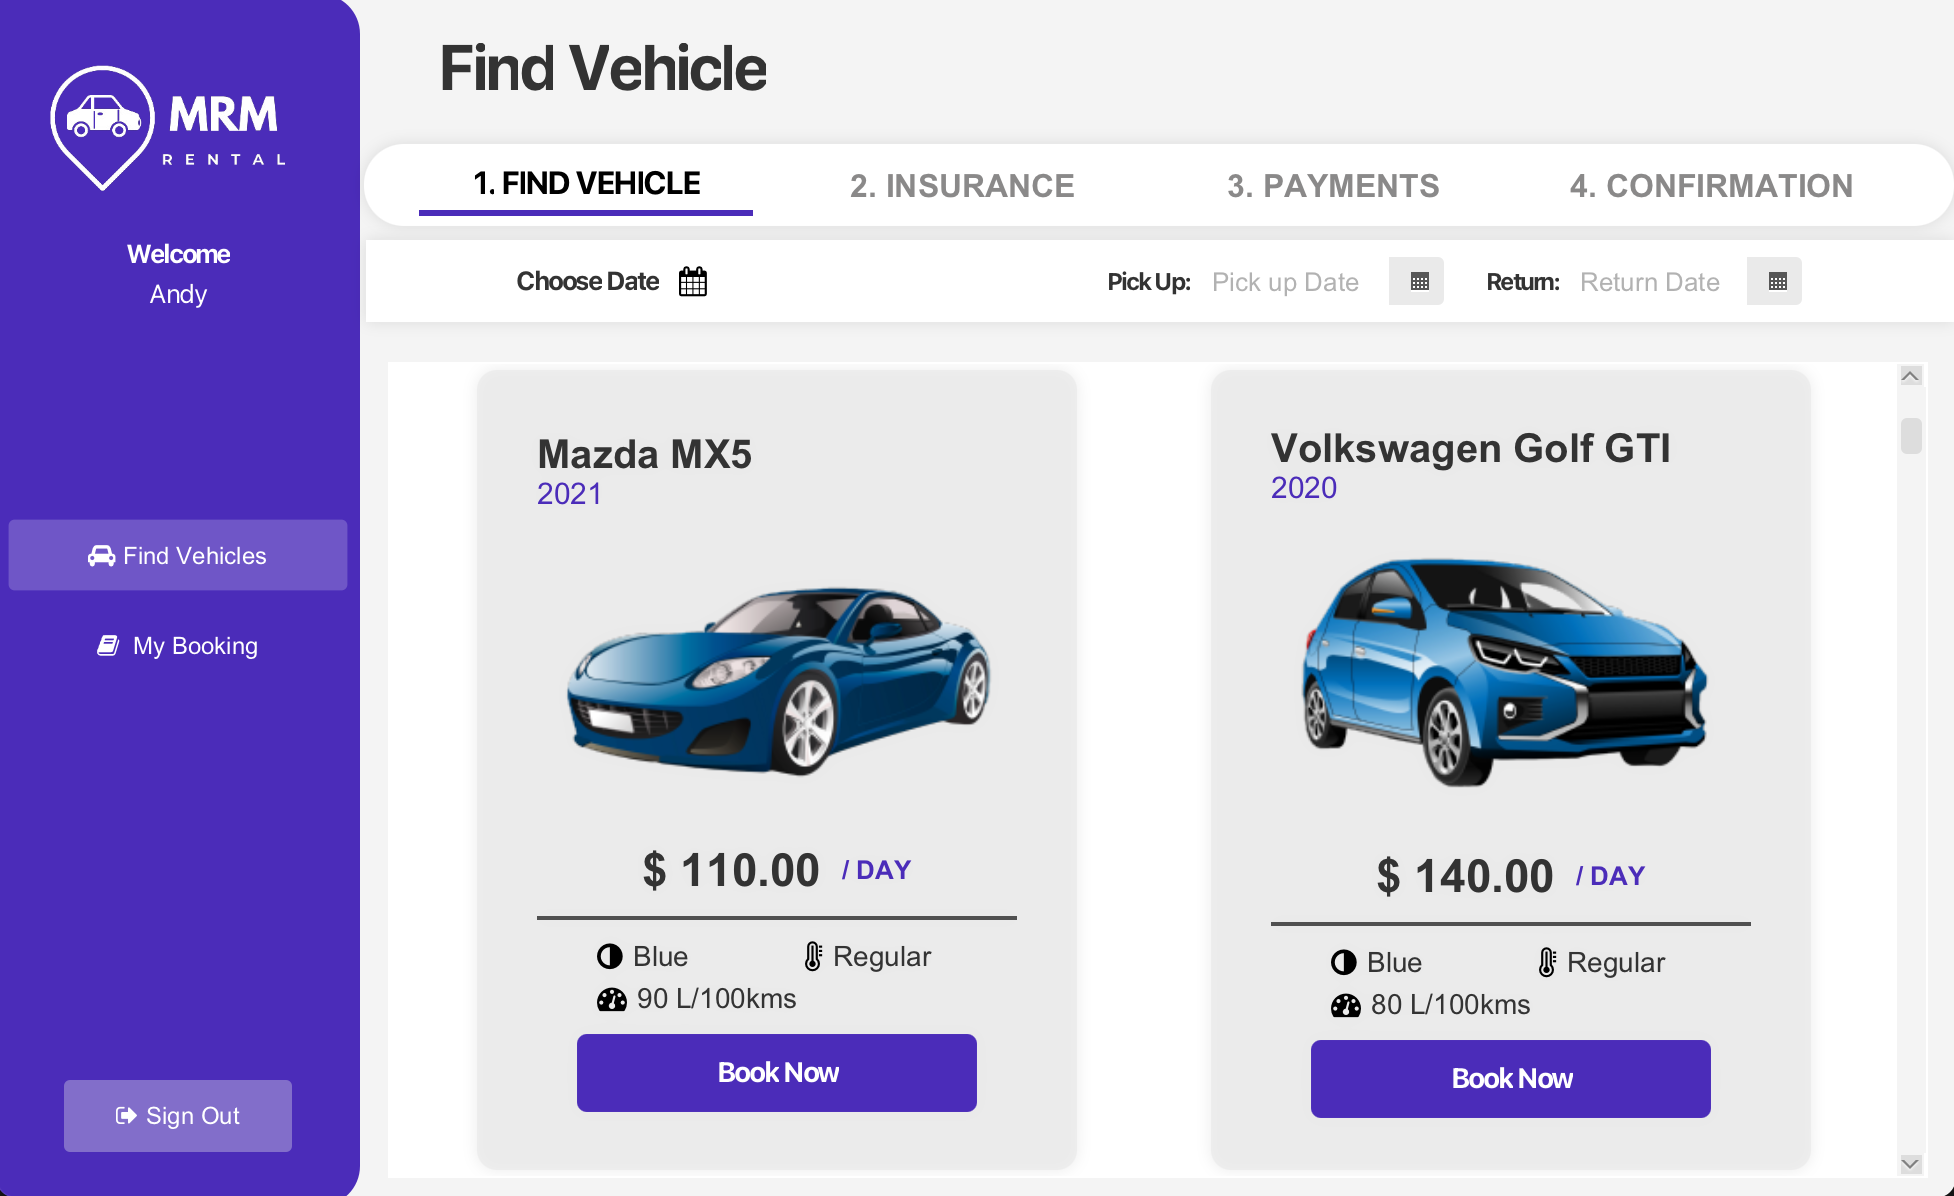 MRM
RENTAL
Welcome
Andy
Find Vehicles
My Booking
Sign Out
Find Vehicle
1. FIND VEHICLE
2. INSURANCE
3. PAYMENTS
4. CONFIRMATION
Choose Date
Pick Up: Pick up Date
Return: Return Date
Mazda MX5
2021
$ 110.00 / DAY
Blue
Regular
90 L/100kms
Book Now
Volkswagen Golf GTI
2020
$ 140.00 / DAY
Blue
Regular
80 L/100kms
Book Now